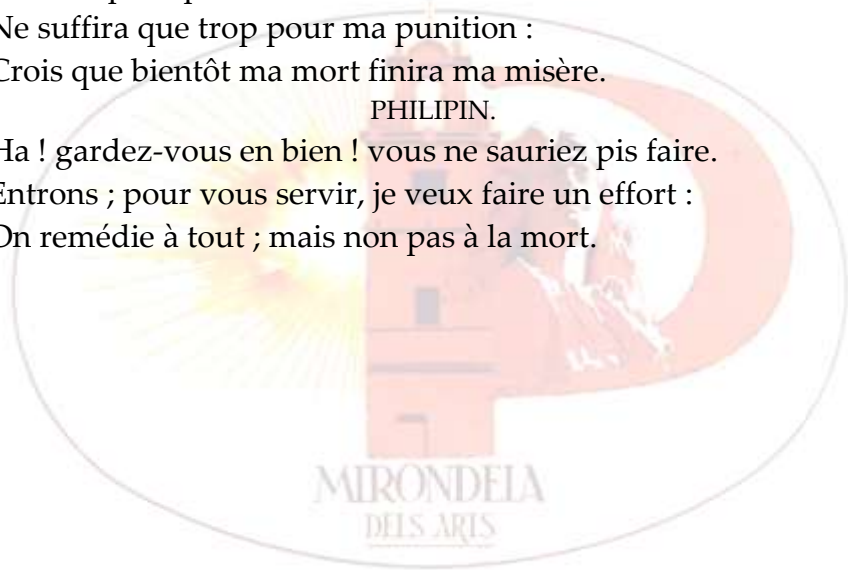 Ne suffira que trop pour ma punition :
Crois que bientôt ma mort finira ma misère.
PHILIPIN.
Ha ! gardez-vous en bien ! vous ne sauriez pis faire.
Entrons ; pour vous servir, je veux faire un effort :
On remédie à tout ; mais non pas à la mort.
MIRONDELA
DELS ARTS